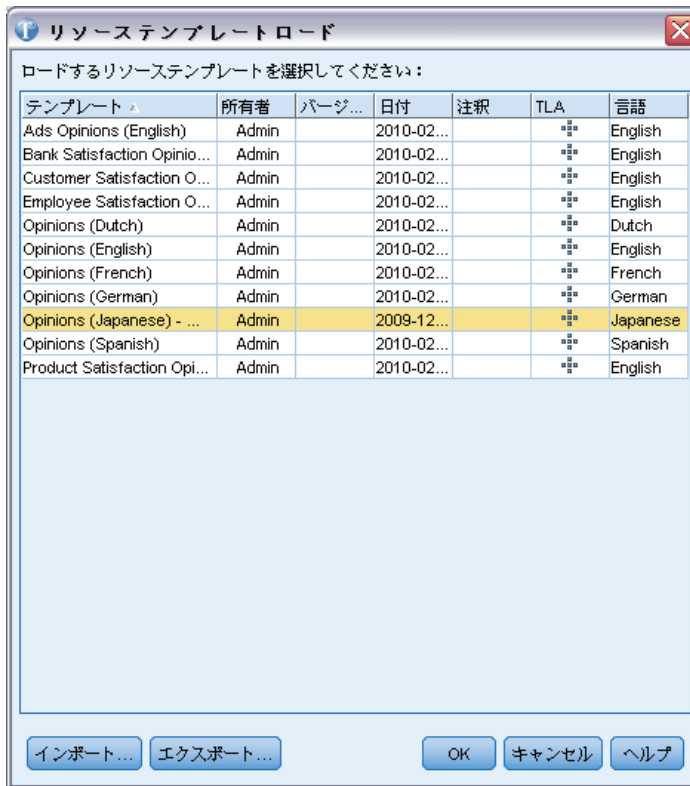 リソーステンプレートロード
ロードするリソーステンプレートを選択してください:
テンプレート 所有者 バージ... 日付 注釈 TLA 言語
Ads Opinions (English) Admin 2010-02... English
Bank Satisfaction Opinio... Admin 2010-02... English
Customer Satisfaction O... Admin 2010-02... English
Employee Satisfaction O... Admin 2010-02... English
Opinions (Dutch) Admin 2010-02... Dutch
Opinions (English) Admin 2010-02... English
Opinions (French) Admin 2010-02... French
Opinions (German) Admin 2010-02... German
Opinions (Japanese) - ... Admin 2009-12... Japanese
Opinions (Spanish) Admin 2010-02... Spanish
Product Satisfaction Opi... Admin 2010-02... English
インポート... エクスポート... OK キャンセル ヘルプ